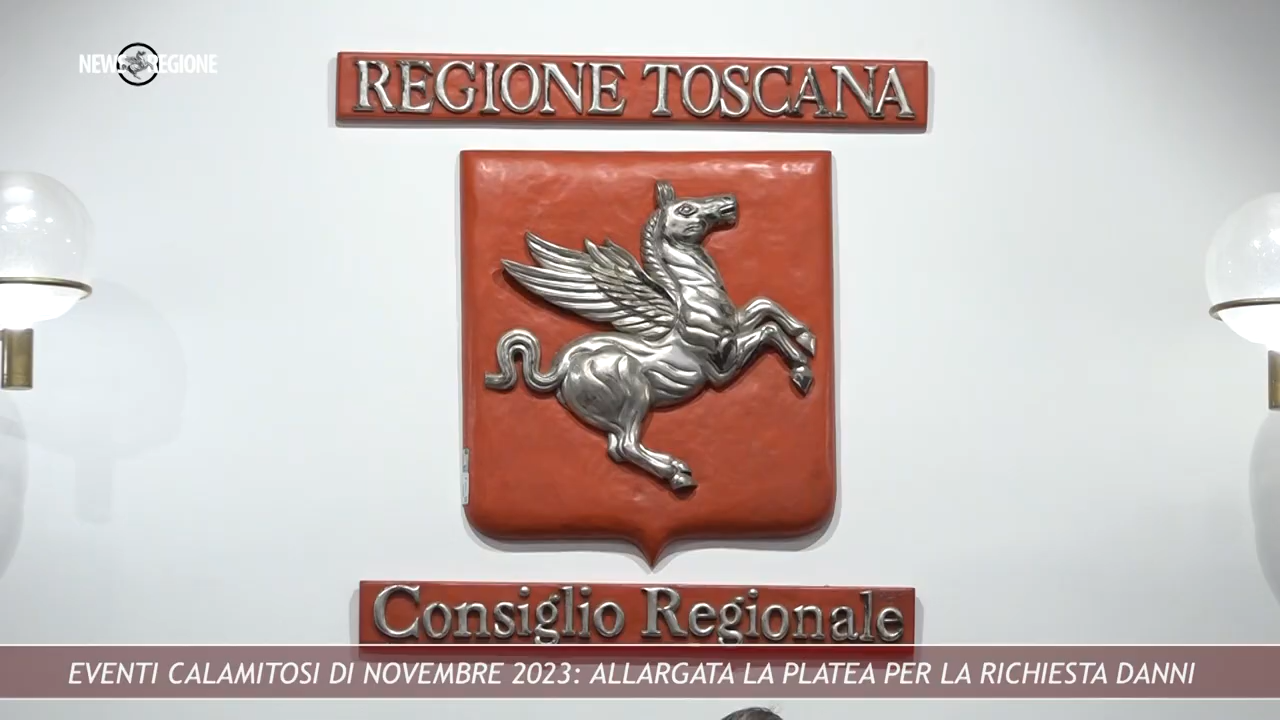 NEWS REGIONE
REGIONE TOSCANA
Consiglio Regionale
EVENTI CALAMITOSI DI NOVEMBRE 2023: ALLARGATA LA PLATEA PER LA RICHIESTA DANNI